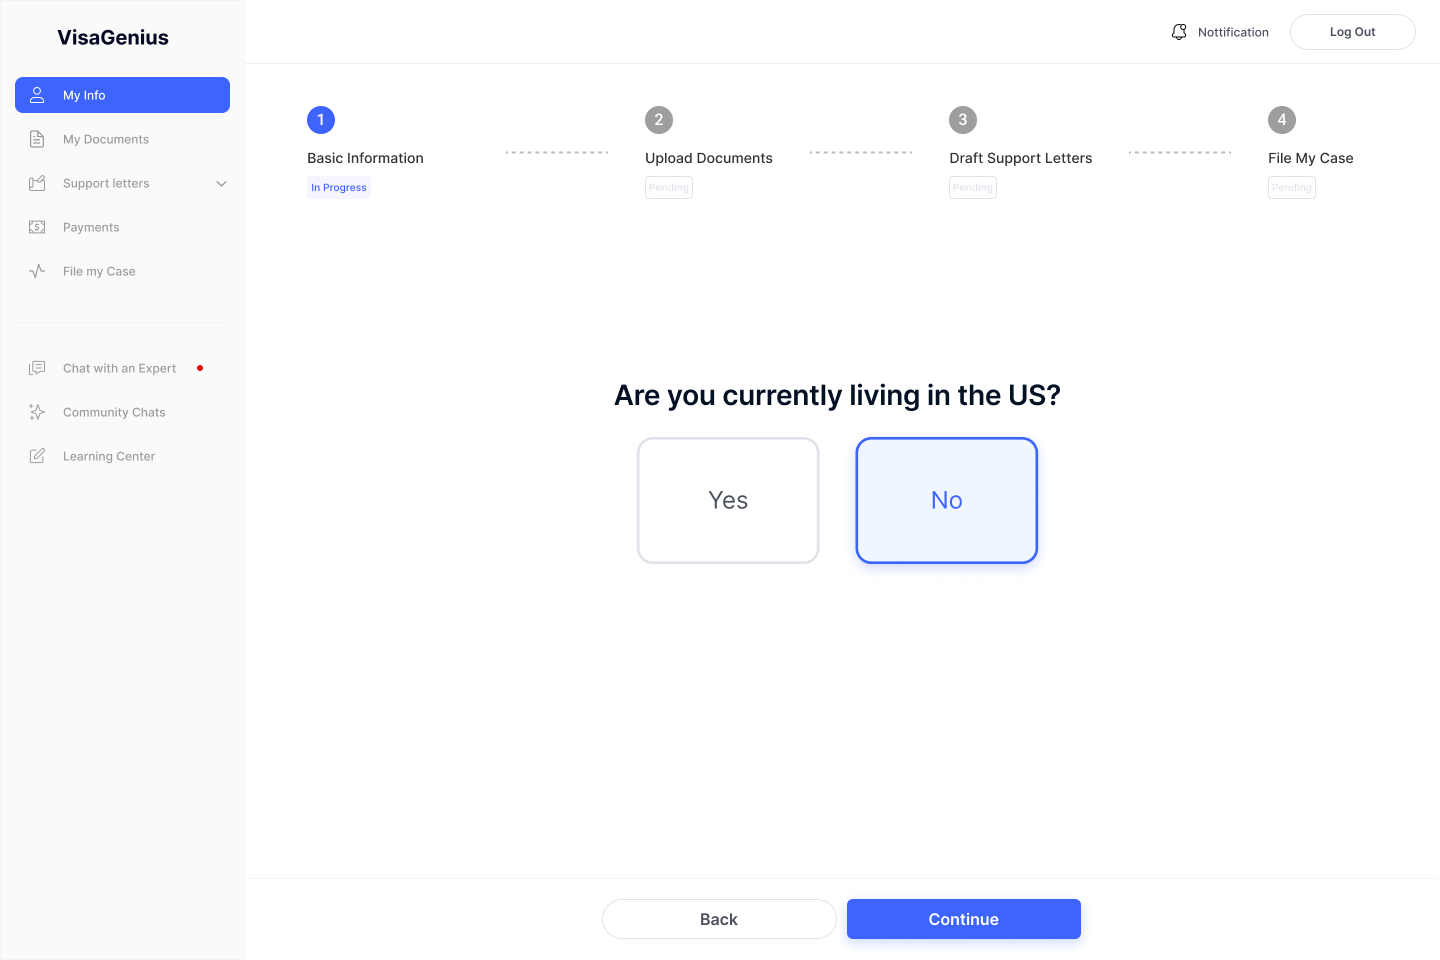 VisaGenius
My Info
My Documents
Support letters
Payments
File my Case
Chat with an Expert
Community Chats
Learning Center
Nottification
Log Out
1
Basic Information
In Progress
2
Upload Documents
Pending
3
Draft Support Letters
Pending
4
File My Case
Pending
Are you currently living in the US?
Yes
No
Back
Continue